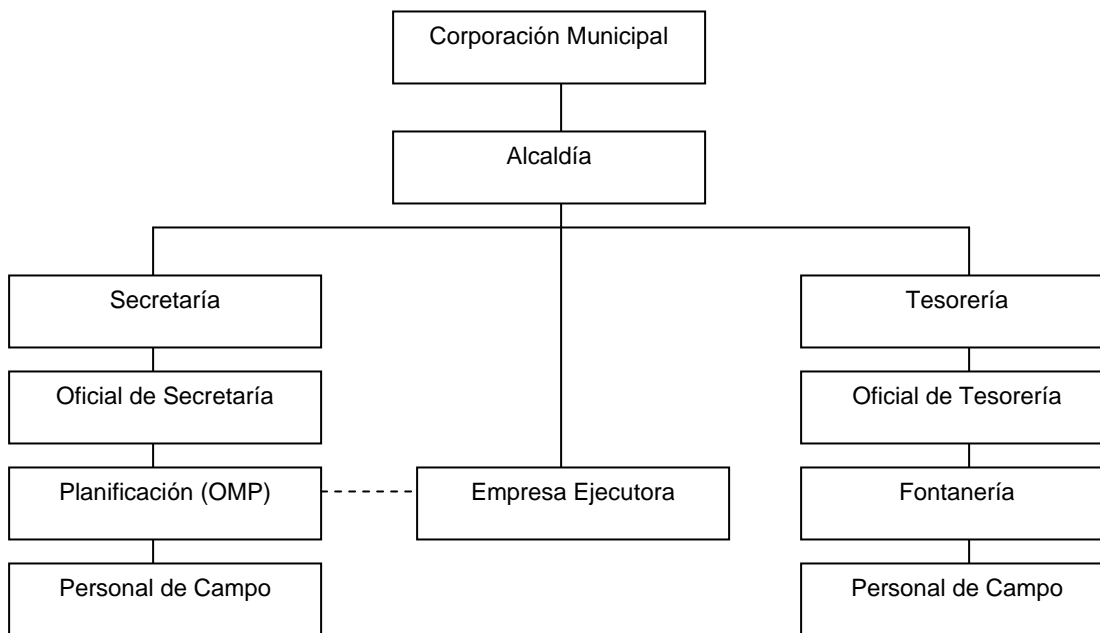 Corporación Municipal
Alcaldía
Secretaría
Tesorería
Oficial de Secretaría
Oficial de Tesorería
Planificación (OMP)
Empresa Ejecutora
Fontanería
Personal de Campo
Personal de Campo